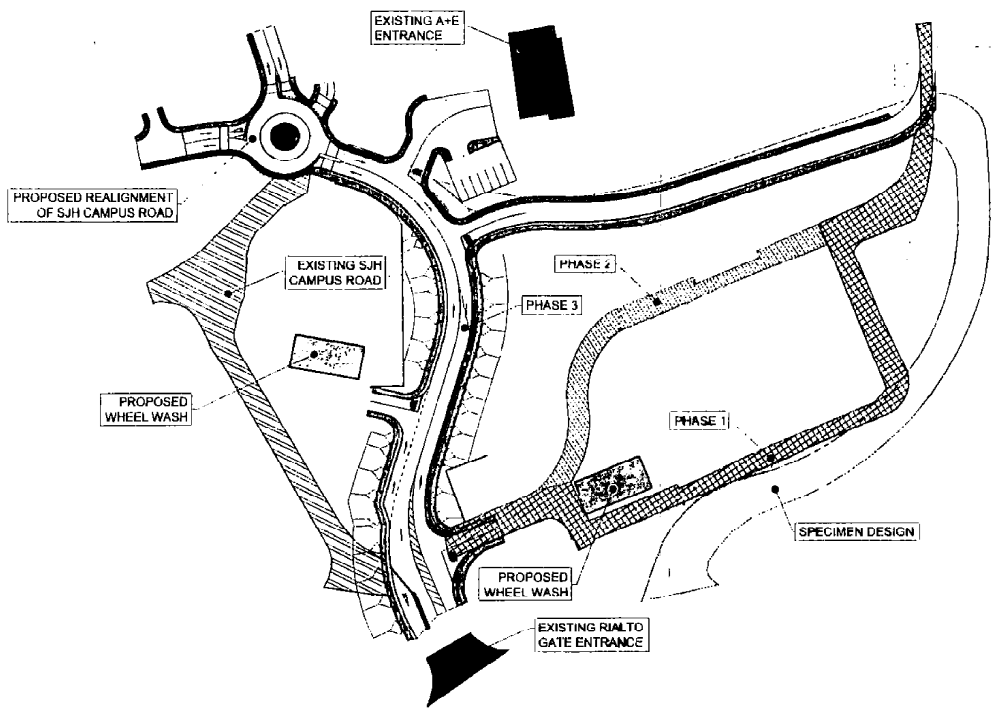 EXISTING A+E
ENTRANCE
PROPOSED REALIGNMENT
OF SJH CAMPUS ROAD
EXISTING SJH
CAMPUS ROAD
PHASE 2
PHASE 3
PROPOSED
WHEEL WASH
PHASE 1
SPECIMEN DESIGN
PROPOSED
WHEEL WASH
EXISTING RIALTO
GATE ENTRANCE